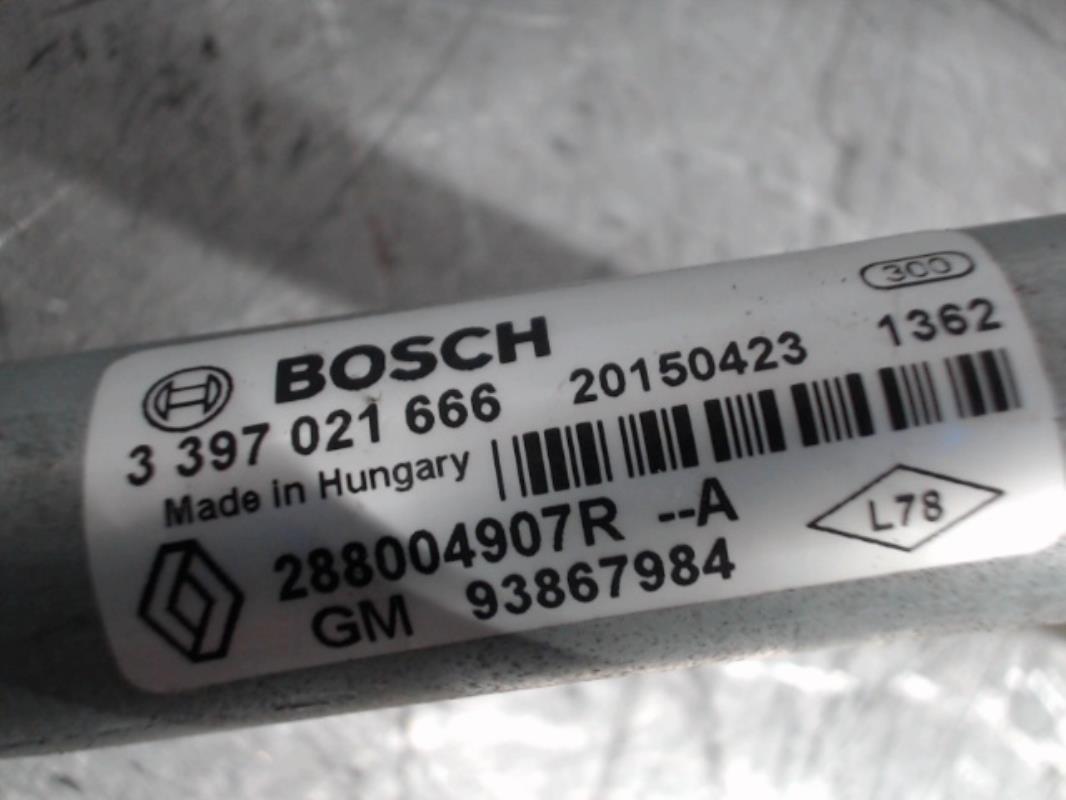 300
BOSCH
3 397 021 666 20150423 1362
Made in Hungary
288004907R --A
L78
GM 93867984